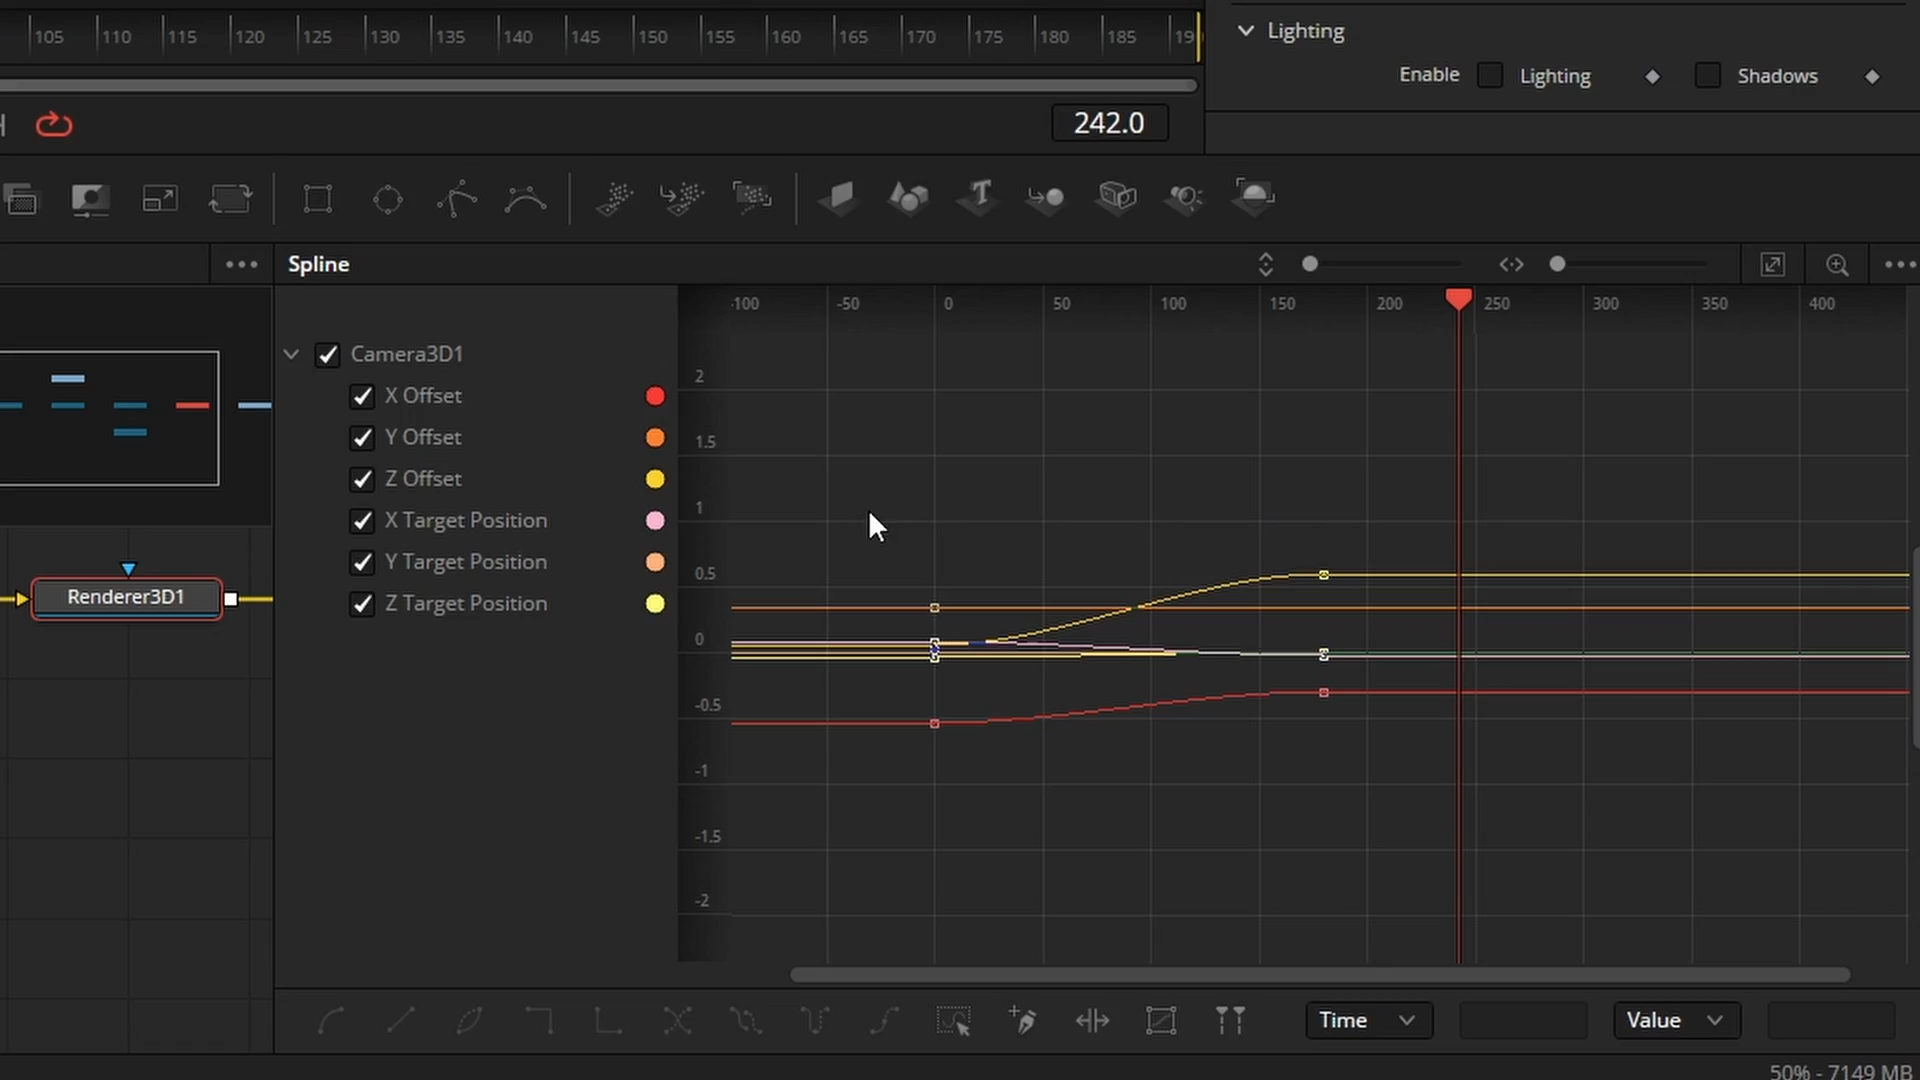 105 110 115 120 125 130 135 140 145 150 155 160 165 170 175 180 185 19
Lighting
Enable Lighting Shadows
242.0
Spline
-100 -50 0 50 100 150 200 250 300 350 400
Camera3D1
X Offset
Y Offset
Z Offset
X Target Position
Y Target Position
Z Target Position
2
1.5
1
0.5
0
-0.5
-1
-1.5
-2
Renderer3D1
Time Value
50% - 7149 MB